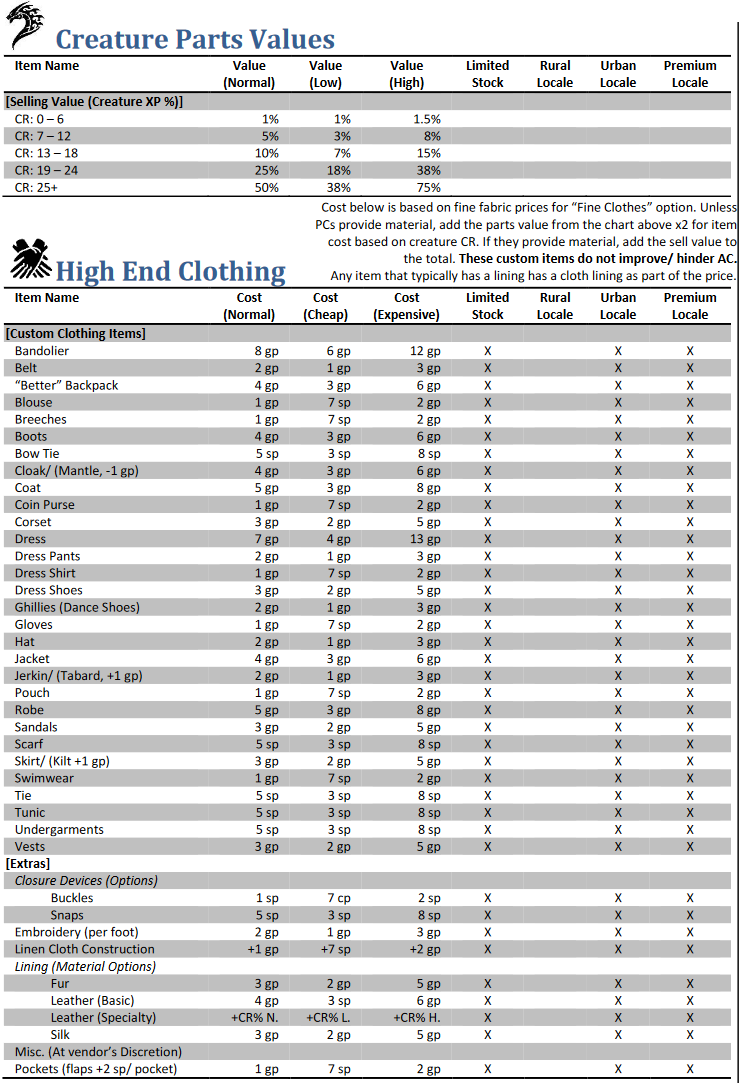 Creature Parts Values
Item Name Value (Normal) Value (Low) Value (High) Limited Stock Rural Locale Urban Locale Premium Locale
[Selling Value (Creature XP %)]
CR: 0 – 6 1% 1% 1.5%
CR: 7 – 12 5% 3% 8%
CR: 13 – 18 10% 7% 15%
CR: 19 – 24 25% 18% 38%
CR: 25+ 50% 38% 75%
Cost below is based on fine fabric prices for “Fine Clothes” option. Unless
PCs provide material, add the parts value from the chart above x2 for item
cost based on creature CR. If they provide material, add the sell value to
the total. These custom items do not improve/ hinder AC.
Any item that typically has a lining has a cloth lining as part of the price.
High End Clothing
Item Name Cost (Normal) Cost (Cheap) Cost (Expensive) Limited Stock Rural Locale Urban Locale Premium Locale
[Custom Clothing Items]
Bandolier 8 gp 6 gp 12 gp X X X
Belt 2 gp 1 gp 3 gp X X X
“Better” Backpack 4 gp 3 gp 6 gp X X X
Blouse 1 gp 7 sp 2 gp X X X
Breeches 1 gp 7 sp 2 gp X X X
Boots 4 gp 3 gp 6 gp X X X
Bow Tie 5 sp 3 sp 8 sp X X X
Cloak/ (Mantle, -1 gp) 4 gp 3 gp 6 gp X X X
Coat 5 gp 3 gp 8 gp X X X
Coin Purse 1 gp 7 sp 2 gp X X X
Corset 3 gp 2 gp 5 gp X X X
Dress 7 gp 4 gp 13 gp X X X
Dress Pants 2 gp 1 gp 3 gp X X X
Dress Shirt 1 gp 7 sp 2 gp X X X
Dress Shoes 3 gp 2 gp 5 gp X X X
Ghillies (Dance Shoes) 2 gp 1 gp 3 gp X X X
Gloves 1 gp 7 sp 2 gp X X X
Hat 2 gp 1 gp 3 gp X X X
Jacket 4 gp 3 gp 6 gp X X X
Jerkin/ (Tabard, +1 gp) 2 gp 1 gp 3 gp X X X
Pouch 1 gp 7 sp 2 gp X X X
Robe 5 gp 3 gp 8 gp X X X
Sandals 3 gp 2 gp 5 gp X X X
Scarf 5 sp 3 sp 8 sp X X X
Skirt/ (Kilt +1 gp) 3 gp 2 gp 5 gp X X X
Swimwear 1 gp 7 sp 2 gp X X X
Tie 5 sp 3 sp 8 sp X X X
Tunic 5 sp 3 sp 8 sp X X X
Undergarments 5 sp 3 sp 8 sp X X X
Vests 3 gp 2 gp 5 gp X X X
[Extras]
Closure Devices (Options)
Buckles 1 sp 7 cp 2 sp X X X
Snaps 5 sp 3 sp 8 sp X X X
Embroidery (per foot) 2 gp 1 gp 3 gp X X X
Linen Cloth Construction +1 gp +7 sp +2 gp X X X
Lining (Material Options)
Fur 3 gp 2 gp 5 gp X X X
Leather (Basic) 4 gp 3 sp 6 gp X X X
Leather (Specialty) +CR% N. +CR% L. +CR% H. X X X
Silk 3 gp 2 gp 5 gp X X X
Misc. (At vendor’s Discretion)
Pockets (flaps +2 sp/ pocket) 1 gp 7 sp 2 gp X X X